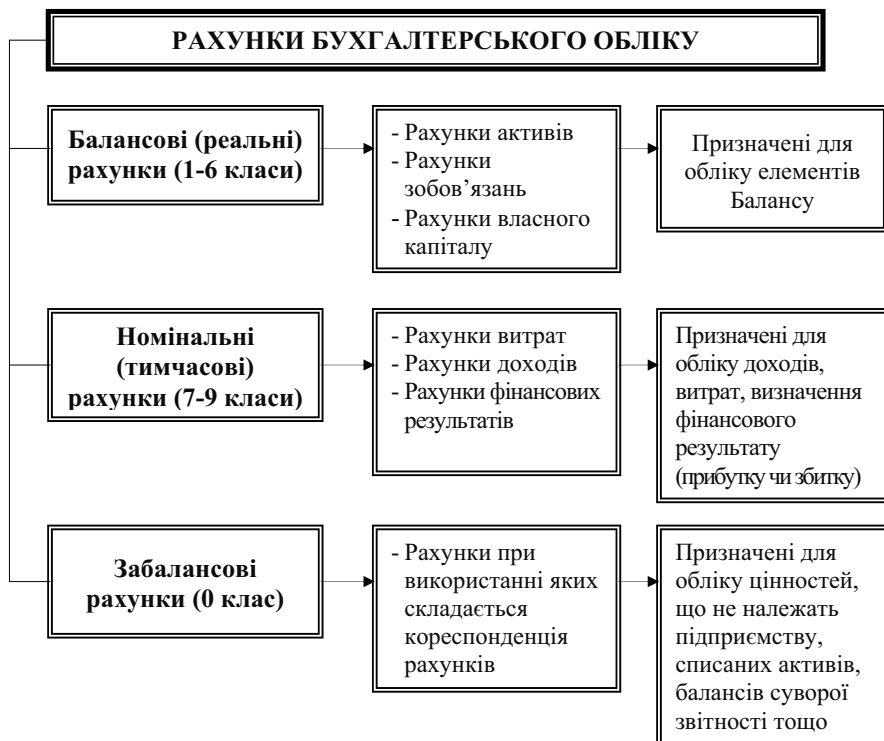 РАХУНКИ БУХГАЛТЕРСЬКОГО ОБЛІКУ
Балансові (реальні)
рахунки (1-6 класи)
- Рахунки активів
- Рахунки
зобов’язань
- Рахунки власного
капіталу
Призначені для
обліку елементів
Балансу
Номінальні
(тимчасові)
рахунки (7-9 класи)
- Рахунки витрат
- Рахунки доходів
- Рахунки фінансових
результатів
Призначені для
обліку доходів,
витрат, визначення
фінансового
результату
(прибутку чи збитку)
Забалансові
рахунки (0 клас)
- Рахунки при
використанні яких
складається
кореспонденція
рахунків
Призначені для
обліку цінностей,
що не належать
підприємству,
списаних активів,
балансів суворої
звітності тощо